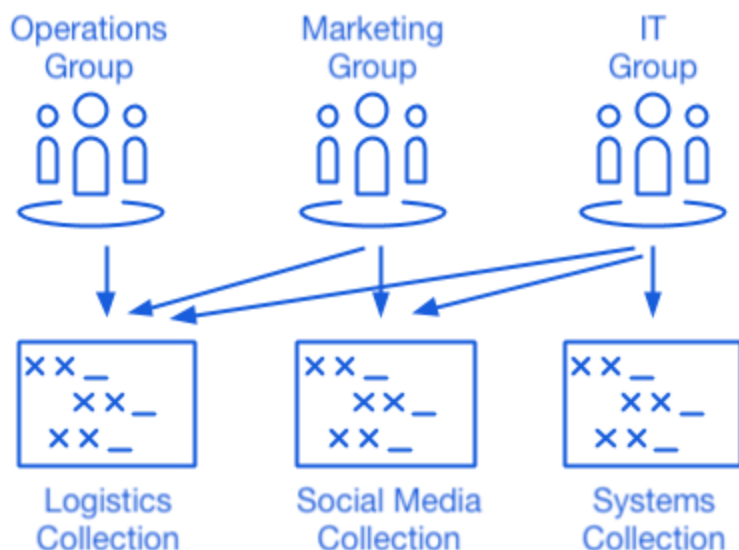 Operations
Group
Marketing
Group
IT
Group
Logistics
Collection
Social Media
Collection
Systems
Collection